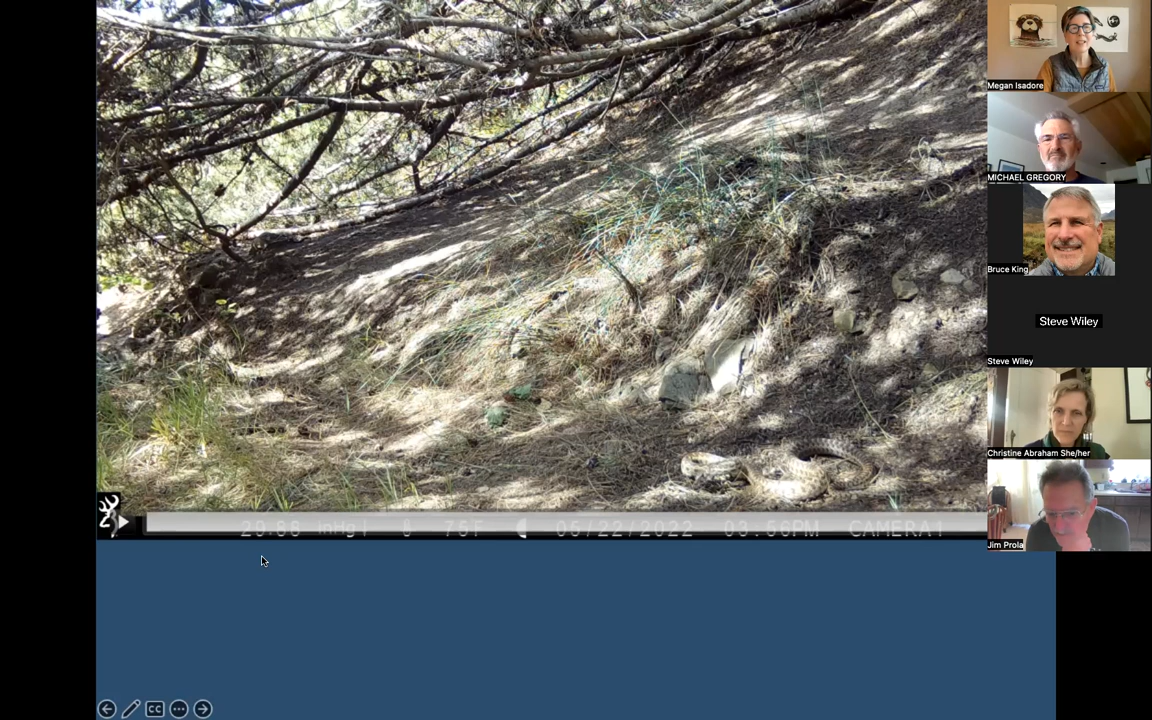 Megan Isadore
MICHAEL GREGORY
Bruce King
Steve Wiley
Steve Wiley
Christine Abraham She/her
Jim Prola
29.88 inHg 75F 05/22/2022 03:56PM CAMERA1
CC